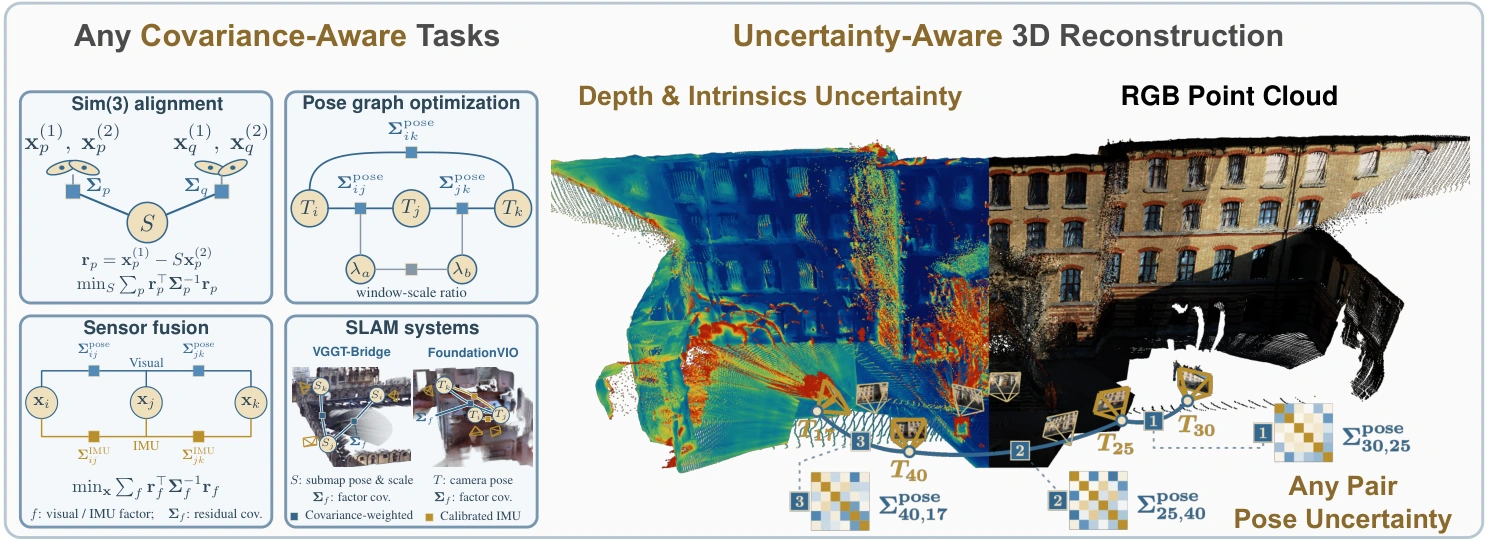 Any Covariance-Aware Tasks
Sim(3) alignment
x_p^(1), x_p^(2)
x_q^(1), x_q^(2)
Σ_p
Σ_q
S
r_p = x_p^(1) − Sx_p^(2)
min_S ∑_p r_p^⊤ Σ_p^−1 r_p
Pose graph optimization
Σ_ik^pose
Σ_ij^pose
Σ_jk^pose
T_i
T_j
T_k
λ_a
λ_b
window-scale ratio
Sensor fusion
Σ_ij^pose
Σ_jk^pose
Visual
x_i
x_j
x_k
Σ_ij^IMU
IMU
Σ_jk^IMU
min_x ∑_f r_f^⊤ Σ_f^−1 r_f
f: visual / IMU factor; Σ_f: residual cov.
SLAM systems
VGGT-Bridge
FoundationVIO
S: submap pose & scale
T: camera pose
Σ_f: factor cov.
Σ_f: factor cov.
Covariance-weighted
Calibrated IMU
Uncertainty-Aware 3D Reconstruction
Depth & Intrinsics Uncertainty
RGB Point Cloud
T_17
3
T_40
2
T_25
1
T_30
1
Σ_30,25^pose
3
Σ_40,17^pose
2
Σ_25,40^pose
Any Pair
Pose Uncertainty